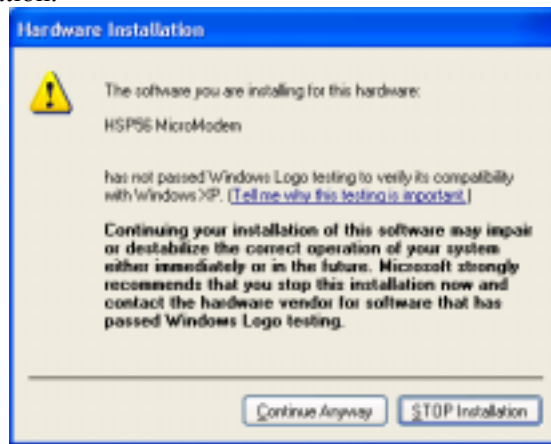 ation.
Hardware Installation
The software you are installing for this hardware:
HSP56 MicroModem
has not passed Windows Logo testing to verify its compatibility
with Windows XP. (Tell me why this testing is important.)
Continuing your installation of this software may impair
or destabilize the correct operation of your system
either immediately or in the future. Microsoft strongly
recommends that you stop this installation now and
contact the hardware vendor for software that has
passed Windows Logo testing.
Continue Anyway
STOP Installation